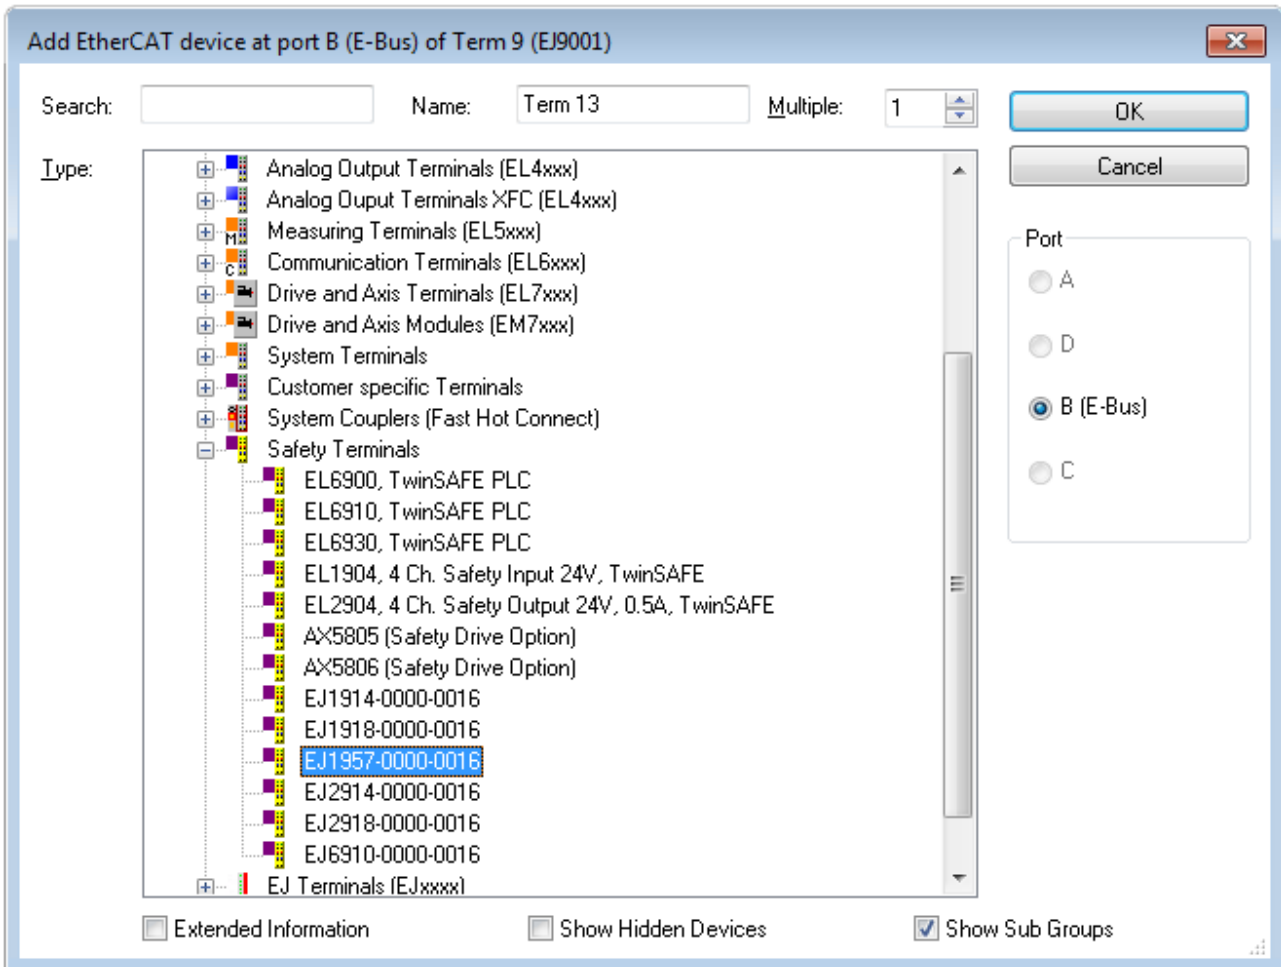 Add EtherCAT device at port B (E-Bus) of Term 9 (EJ9001)
Search: Name: Term 13 Multiple: 1 OK
Type: Cancel
Analog Output Terminals (EL4xxx)
Analog Ouput Terminals XFC (EL4xxx)
Measuring Terminals (EL5xxx)
Communication Terminals (EL6xxx)
Drive and Axis Terminals (EL7xxx)
Drive and Axis Modules (EM7xxx)
System Terminals
Customer specific Terminals
System Couplers (Fast Hot Connect)
Safety Terminals
EL6900, TwinSAFE PLC
EL6910, TwinSAFE PLC
EL6930, TwinSAFE PLC
EL1904, 4 Ch. Safety Input 24V, TwinSAFE
EL2904, 4 Ch. Safety Output 24V, 0.5A, TwinSAFE
AX5805 (Safety Drive Option)
AX5806 (Safety Drive Option)
EJ1914-0000-0016
EJ1918-0000-0016
EJ1957-0000-0016
EJ2914-0000-0016
EJ2918-0000-0016
EJ6910-0000-0016
EJ Terminals (EJxxxx)
Port
A
D
B (E-Bus)
C
Extended Information Show Hidden Devices Show Sub Groups